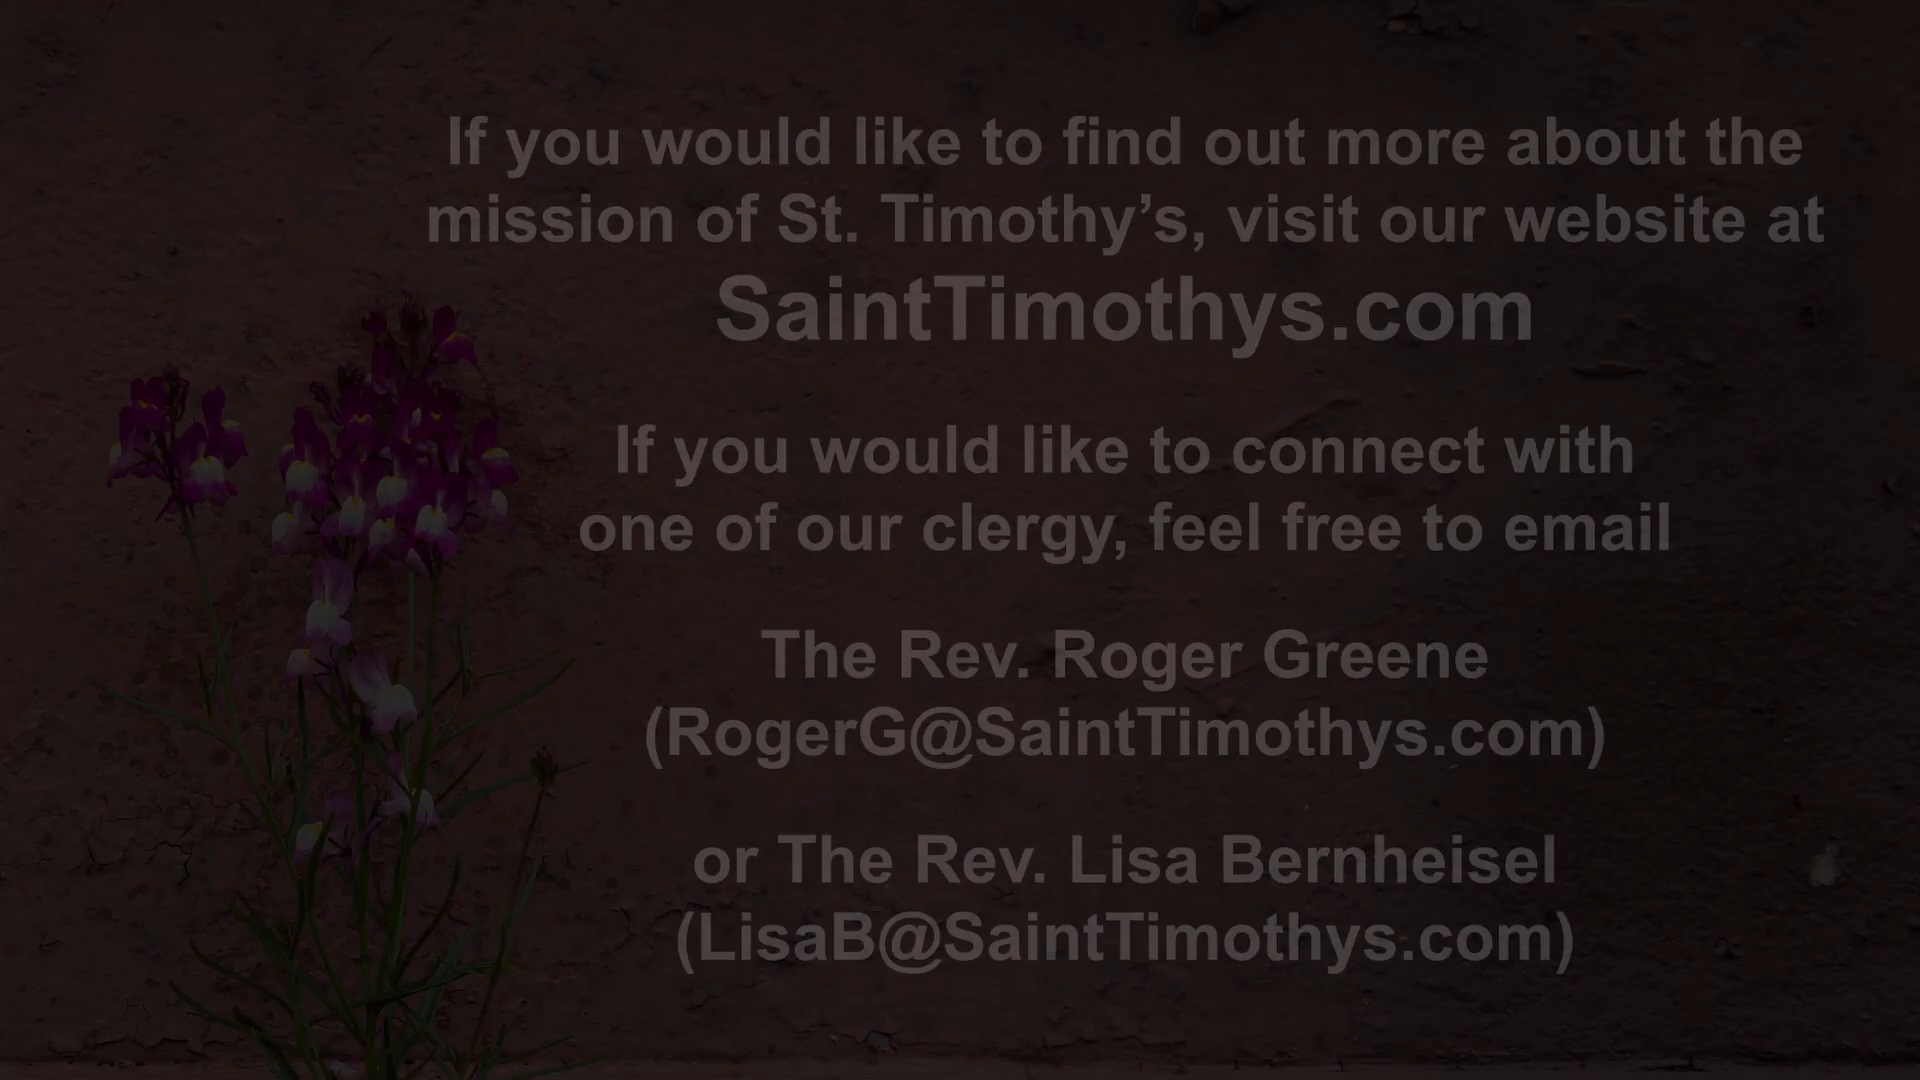 If you would like to find out more about the
mission of St. Timothy’s, visit our website at
SaintTimothys.com
If you would like to connect with
one of our clergy, feel free to email
The Rev. Roger Greene
(RogerG@SaintTimothys.com)
or The Rev. Lisa Bernheisel
(LisaB@SaintTimothys.com)